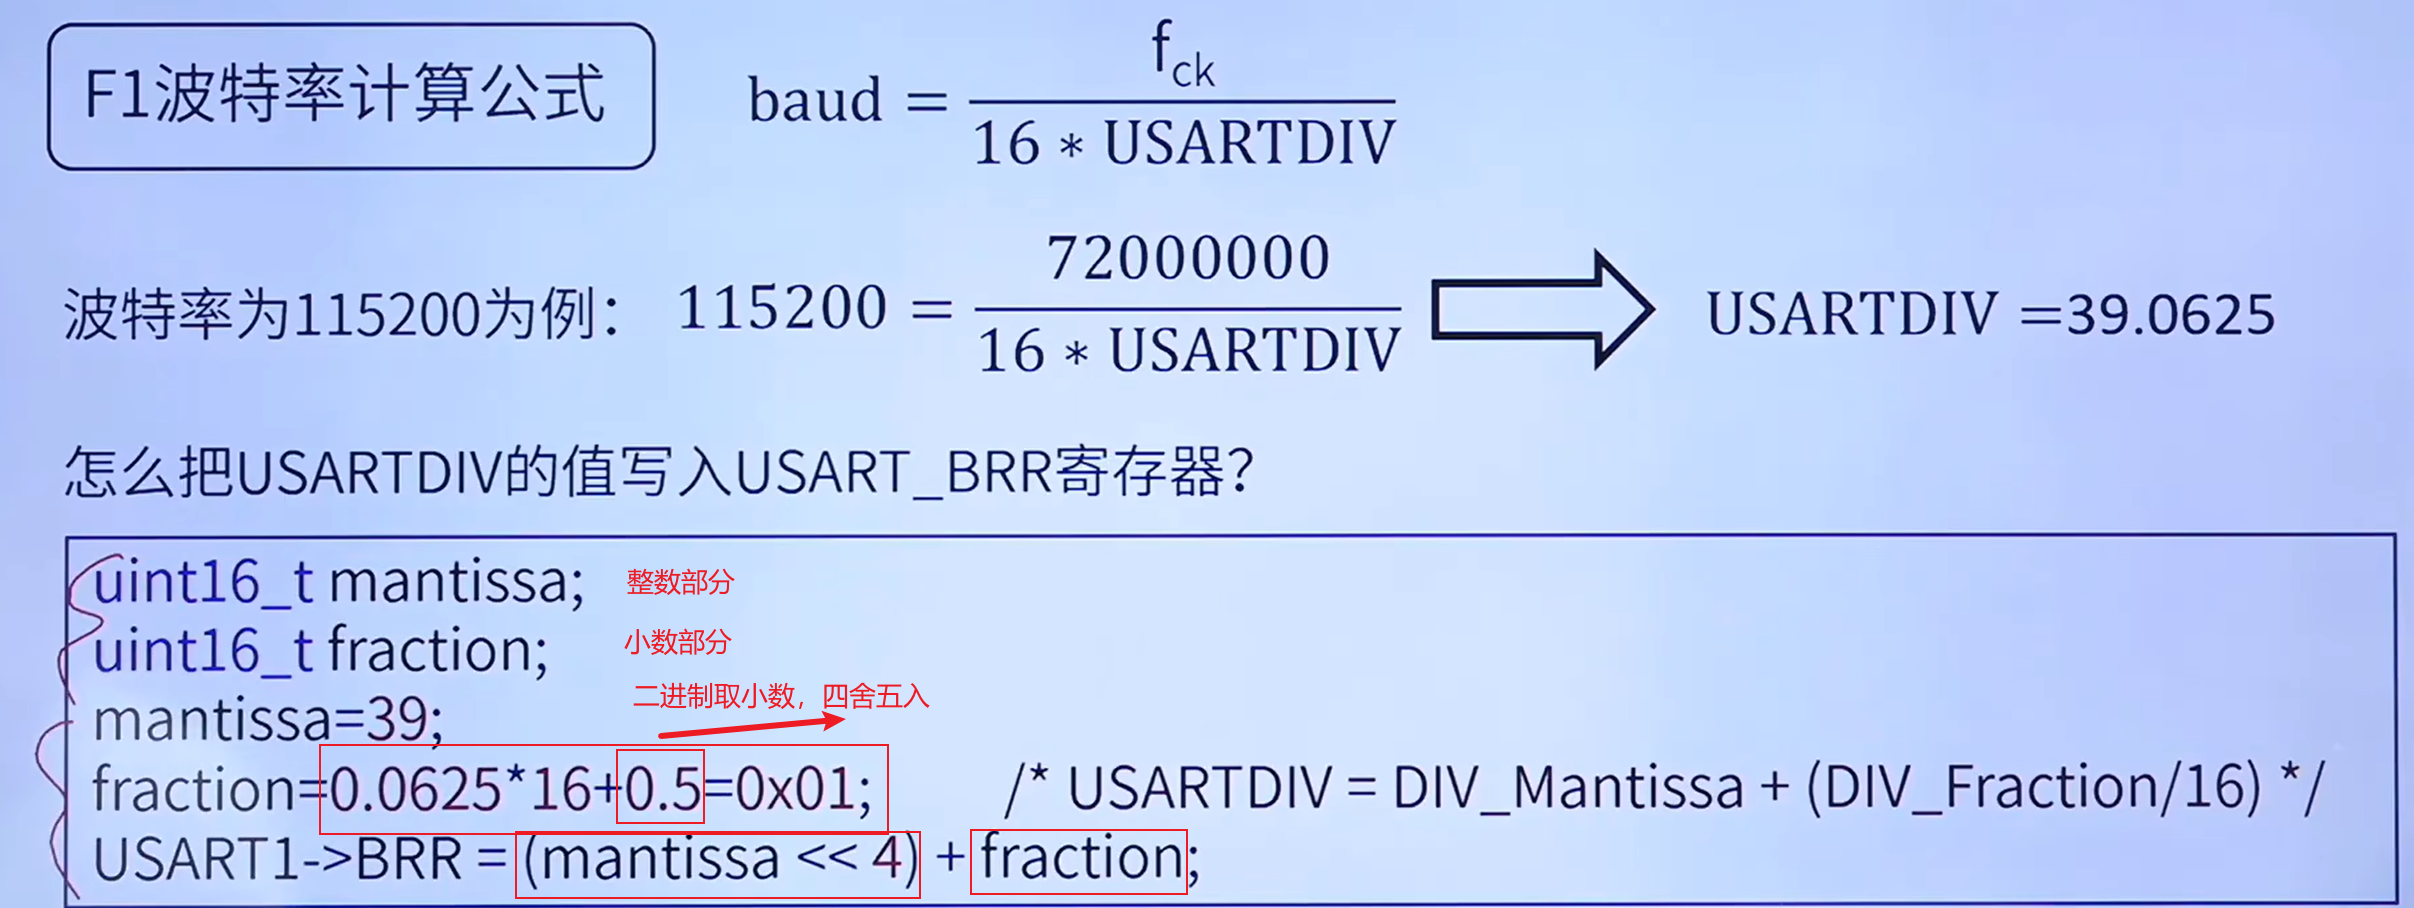 F1波特率计算公式
baud = f_ck / 16 * USARTDIV
波特率为115200为例： 115200 = 72000000 / 16 * USARTDIV USARTDIV =39.0625
怎么把USARTDIV的值写入USART_BRR寄存器？
uint16_t mantissa; 整数部分
uint16_t fraction; 小数部分
二进制取小数，四舍五入
mantissa=39;
fraction=0.0625*16+0.5=0x01; /* USARTDIV = DIV_Mantissa + (DIV_Fraction/16) */
USART1->BRR = (mantissa << 4) + fraction;